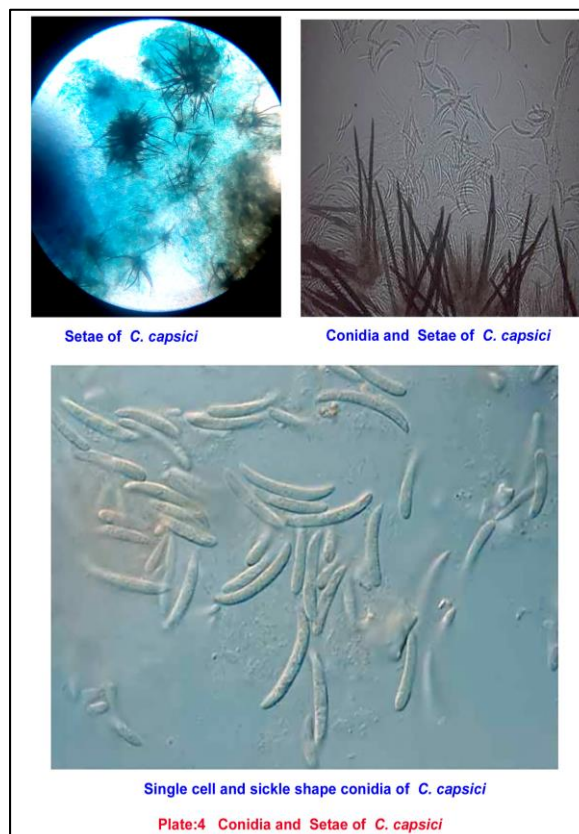 Setae of C. capsici
Conidia and Setae of C. capsici
Single cell and sickle shape conidia of C. capsici
Plate:4 Conidia and Setae of C. capsici